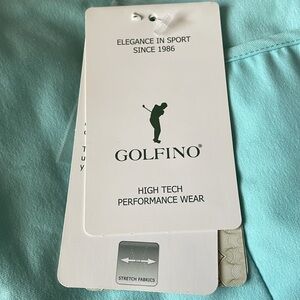 ELEGANCE IN SPORT
SINCE 1986
GOLFINO®
HIGH TECH
PERFORMANCE WEAR
STRETCH FABRICS